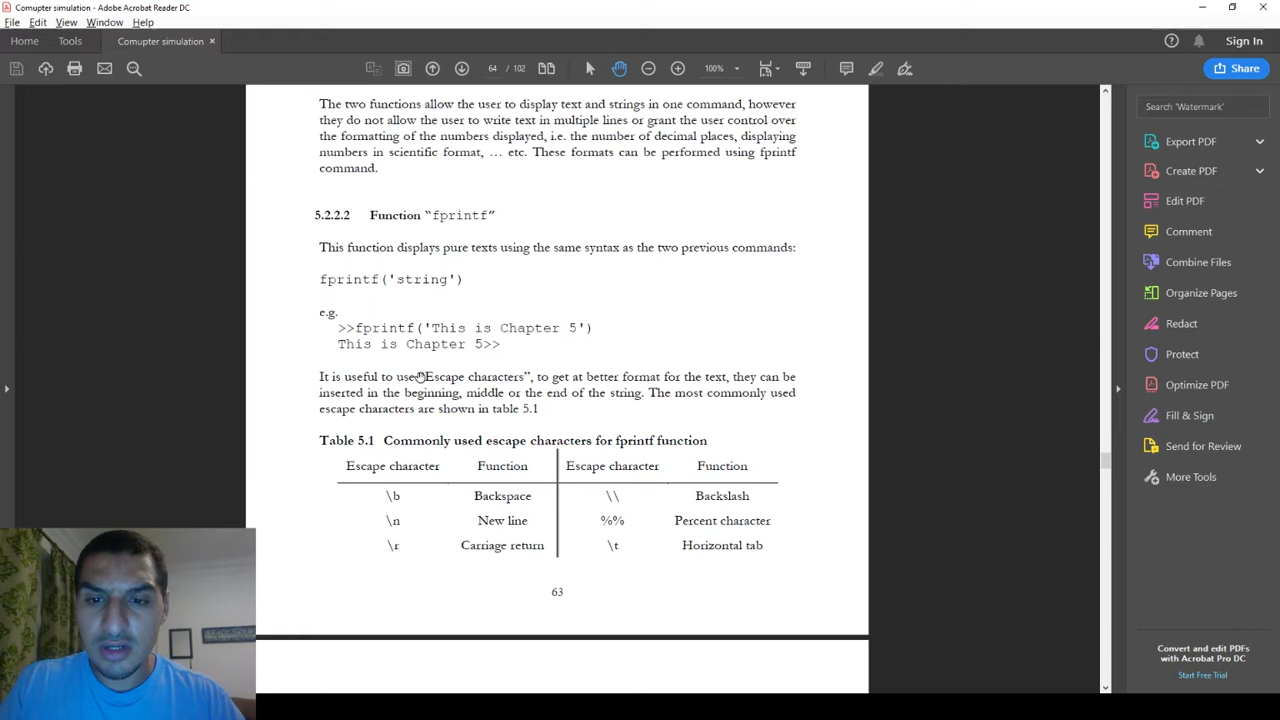 Comupter simulation - Adobe Acrobat Reader DC
File Edit View Window Help
Home Tools Comupter simulation × Sign In
64 / 102 100% Share
The two functions allow the user to display text and strings in one command, however
they do not allow the user to write text in multiple lines or grant the user control over
the formatting of the numbers displayed, i.e. the number of decimal places, displaying
numbers in scientific format, … etc. These formats can be performed using fprintf
command.
5.2.2.2 Function "fprintf"
This function displays pure texts using the same syntax as the two previous commands:
fprintf('string')
e.g.
>>fprintf('This is Chapter 5')
This is Chapter 5>>
It is useful to use "Escape characters", to get at better format for the text, they can be
inserted in the beginning, middle or the end of the string. The most commonly used
escape characters are shown in table 5.1
Table 5.1 Commonly used escape characters for fprintf function
Escape character Function Escape character Function
\b Backspace \\ Backslash
\n New line %% Percent character
\r Carriage return \t Horizontal tab
63
Search 'Watermark'
Export PDF
Create PDF
Edit PDF
Comment
Combine Files
Organize Pages
Redact
Protect
Optimize PDF
Fill & Sign
Send for Review
More Tools
Convert and edit PDFs
with Acrobat Pro DC
Start Free Trial